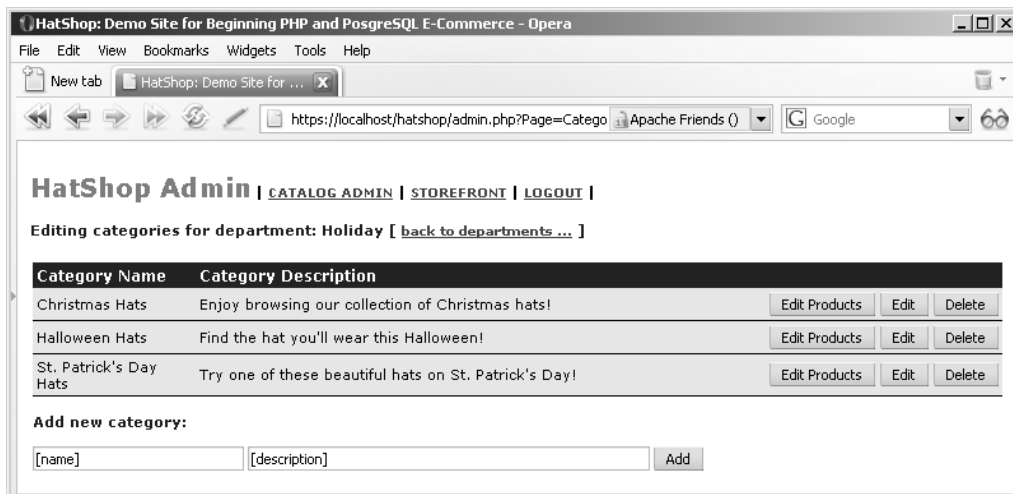 HatShop: Demo Site for Beginning PHP and PosgreSQL E-Commerce - Opera
File Edit View Bookmarks Widgets Tools Help
New tab HatShop: Demo Site for ...
https://localhost/hatshop/admin.php?Page=Catego Apache Friends () G Google
HatShop Admin | CATALOG ADMIN | STOREFRONT | LOGOUT |
Editing categories for department: Holiday [ back to departments ... ]
Category Name Category Description
Christmas Hats Enjoy browsing our collection of Christmas hats! Edit Products Edit Delete
Halloween Hats Find the hat you'll wear this Halloween! Edit Products Edit Delete
St. Patrick's Day
Hats Try one of these beautiful hats on St. Patrick's Day! Edit Products Edit Delete
Add new category:
[name] [description] Add